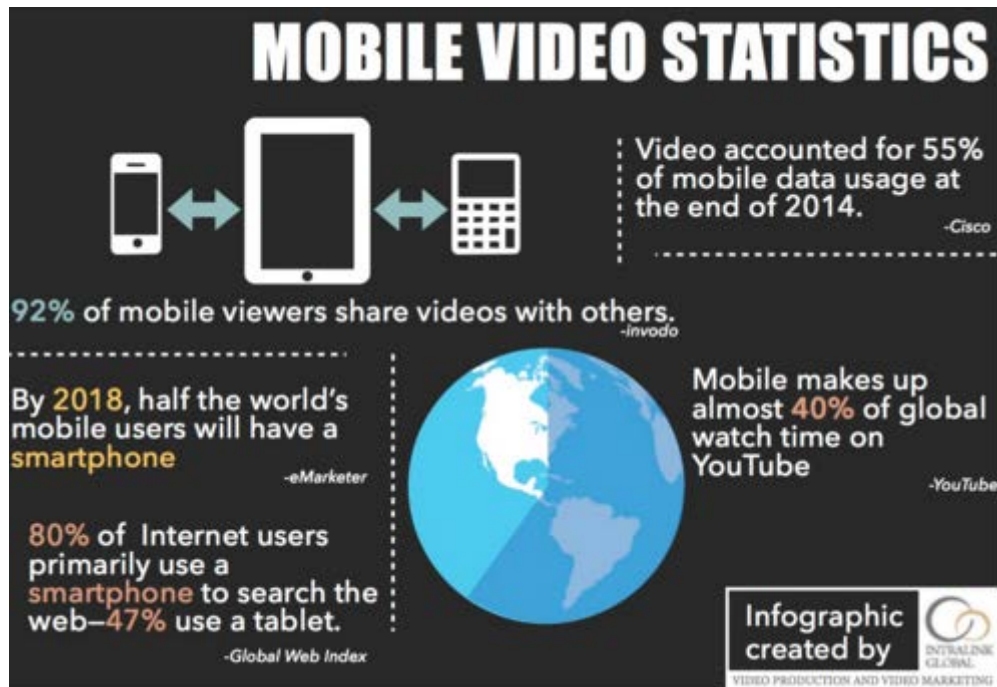 MOBILE VIDEO STATISTICS
Video accounted for 55%
of mobile data usage at
the end of 2014.
-Cisco
92% of mobile viewers share videos with others.
-invodo
By 2018, half the world's
mobile users will have a
smartphone
-eMarketer
80% of Internet users
primarily use a
smartphone to search the
web—47% use a tablet.
-Global Web Index
Mobile makes up
almost 40% of global
watch time on
YouTube
-YouTube
Infographic
created by
INTRALINK
GLOBAL
VIDEO PRODUCTION AND VIDEO MARKETING